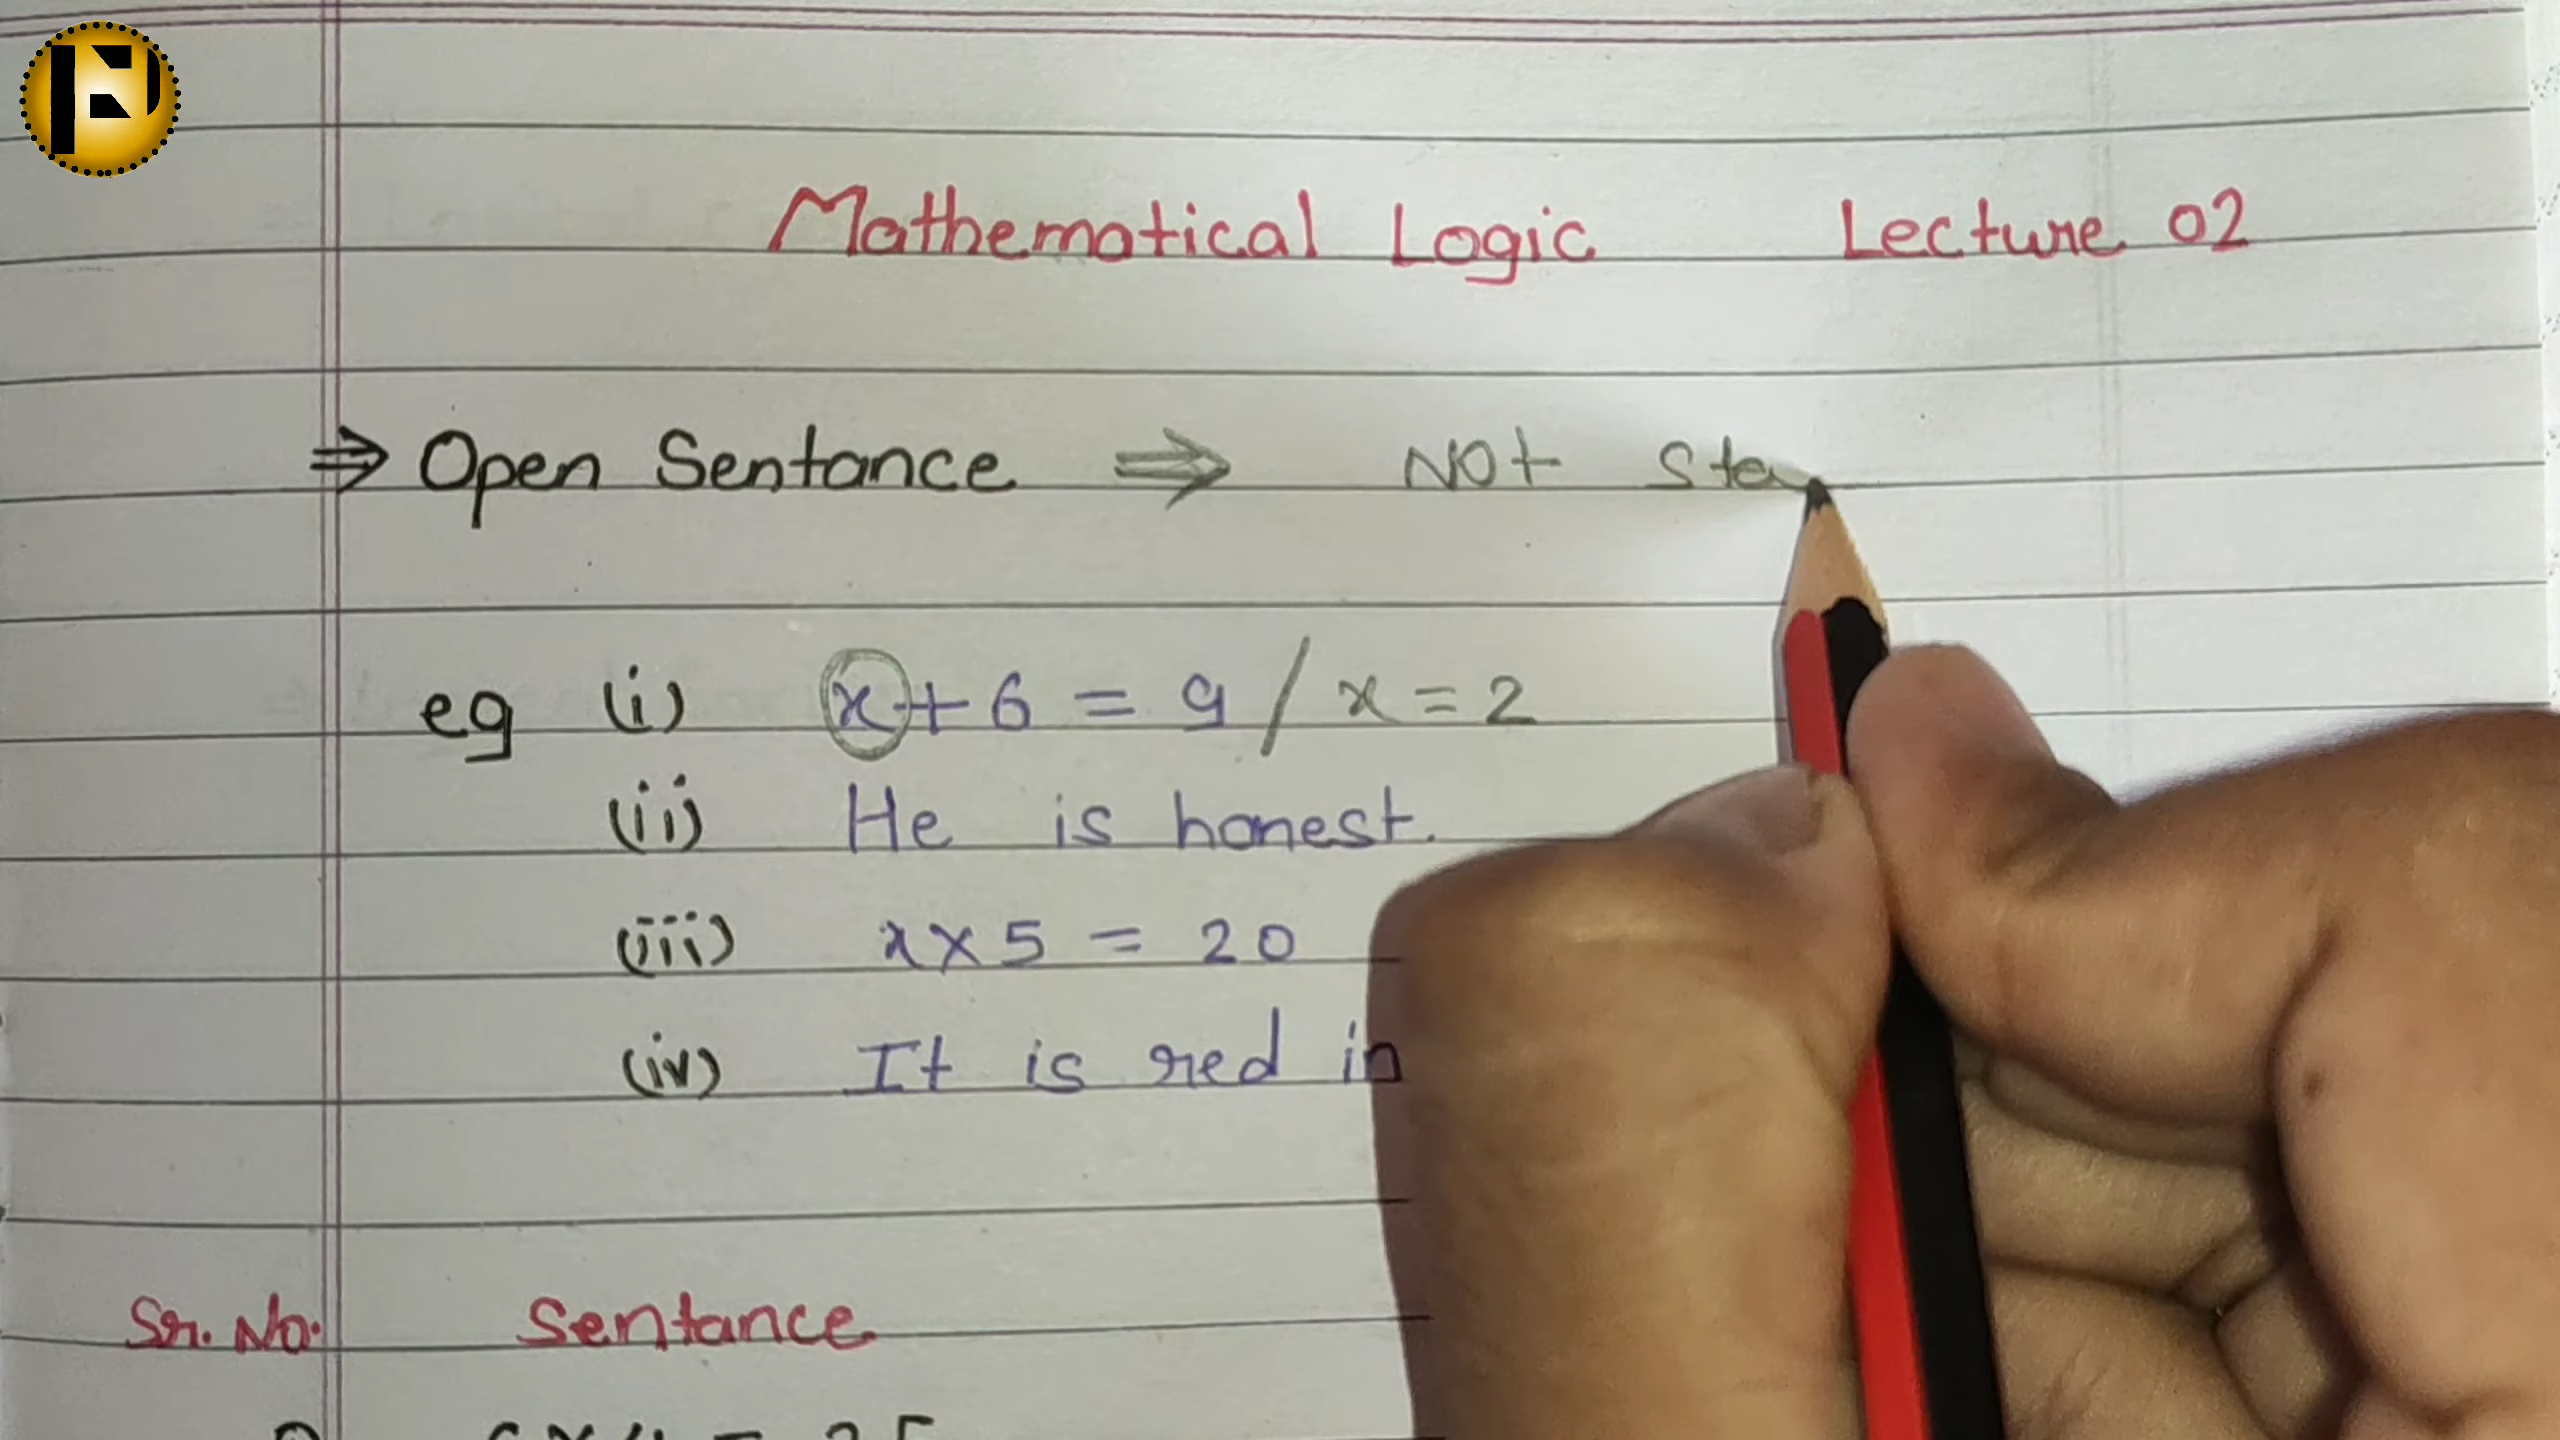 Mathematical Logic Lecture 02
⇒ Open Sentance ⇒ Not Sta
eg (i) x + 6 = 9 / x = 2
(ii) He is honest.
(iii) x × 5 = 20
(iv) It is red in
Sr. No. Sentance